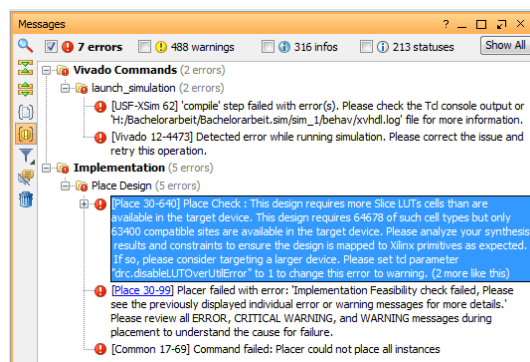 Messages
7 errors 488 warnings 316 infos 213 statuses Show All
Vivado Commands (2 errors)
launch_simulation (2 errors)
[USF-XSim 62] 'compile' step failed with error(s). Please check the Tcl console output or
'H:/Bachelorarbeit/Bachelorarbeit.sim/sim_1/behav/xvhdl.log' file for more information.
[Vivado 12-4473] Detected error while running simulation. Please correct the issue and
retry this operation.
Implementation (5 errors)
Place Design (5 errors)
[Place 30-640] Place Check : This design requires more Slice LUTs cells than are
available in the target device. This design requires 64678 of such cell types but only
63400 compatible sites are available in the target device. Please analyze your synthesis
results and constraints to ensure the design is mapped to Xilinx primitives as expected.
If so, please consider targeting a larger device. Please set tcl parameter
"drc.disableLUTOverUtilError" to 1 to change this error to warning. (2 more like this)
[Place 30-99] Placer failed with error: 'Implementation Feasibility check failed, Please
see the previously displayed individual error or warning messages for more details.'
Please review all ERROR, CRITICAL WARNING, and WARNING messages during
placement to understand the cause for failure.
[Common 17-69] Command failed: Placer could not place all instances